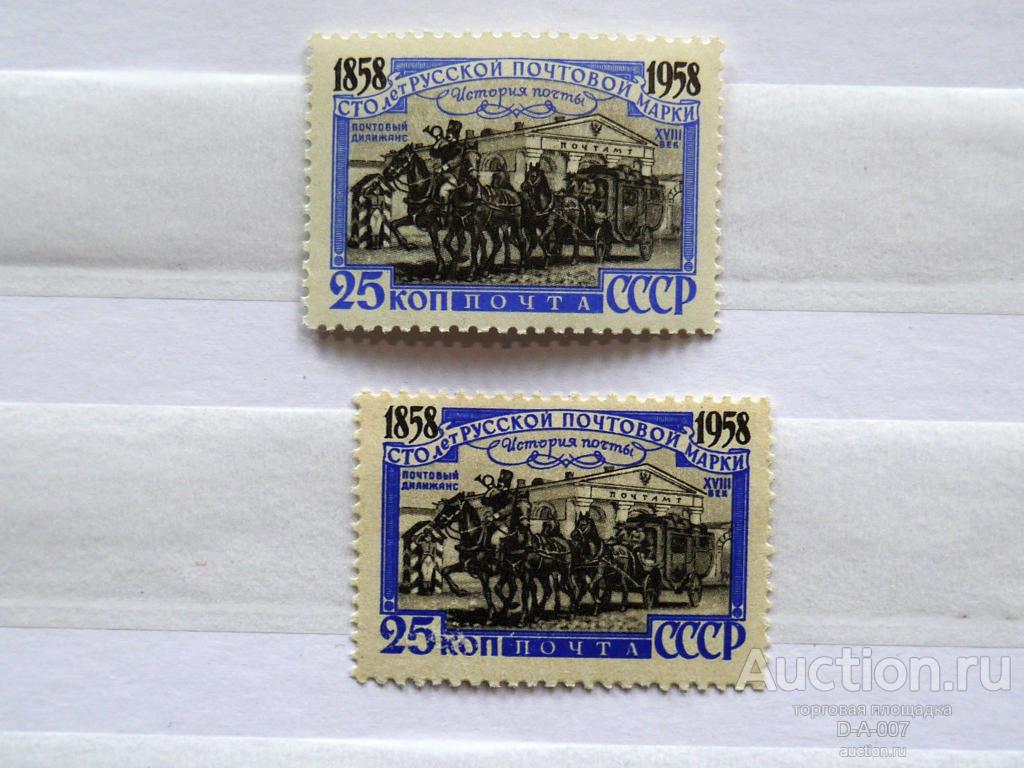 1858 1958
СТО лет РУССКОЙ ПОЧТОВОЙ МАРКИ
История почты
ПОЧТОВЫЙ XVIII
ДИЛИЖАНС ВЕК
ПОЧТАМТ
25 КОП ПОЧТА СССР
1858 1958
СТО лет РУССКОЙ ПОЧТОВОЙ МАРКИ
История почты
ПОЧТОВЫЙ XVIII
ДИЛИЖАНС ВЕК
ПОЧТАМТ
25 КОП ПОЧТА СССР
Auction.ru
торговая площадка
D-A-007
auction.ru